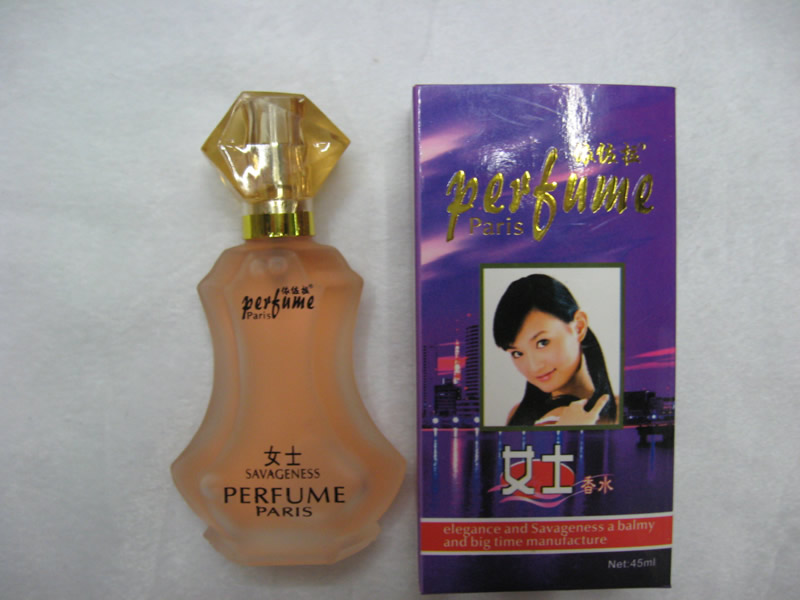 perfume
Paris
女士
SAVAGENESS
PERFUME
PARIS
perfume
Paris
女士 香水
elegance and Savageness a balmy
and big time manufacture
Net:45ml